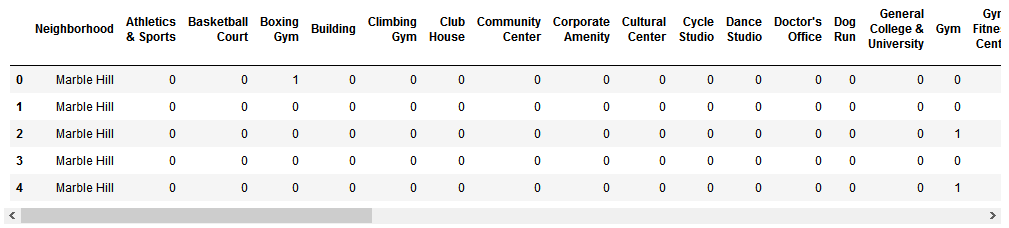 Neighborhood Athletics & Sports Basketball Court Boxing Gym Building Climbing Gym Club House Community Center Corporate Amenity Cultural Center Cycle Studio Dance Studio Doctor's Office Dog Run General College & University Gym
0 Marble Hill 0 0 1 0 0 0 0 0 0 0 0 0 0 0 0
1 Marble Hill 0 0 0 0 0 0 0 0 0 0 0 0 0 0 0
2 Marble Hill 0 0 0 0 0 0 0 0 0 0 0 0 0 0 1
3 Marble Hill 0 0 0 0 0 0 0 0 0 0 0 0 0 0 0
4 Marble Hill 0 0 0 0 0 0 0 0 0 0 0 0 0 0 1